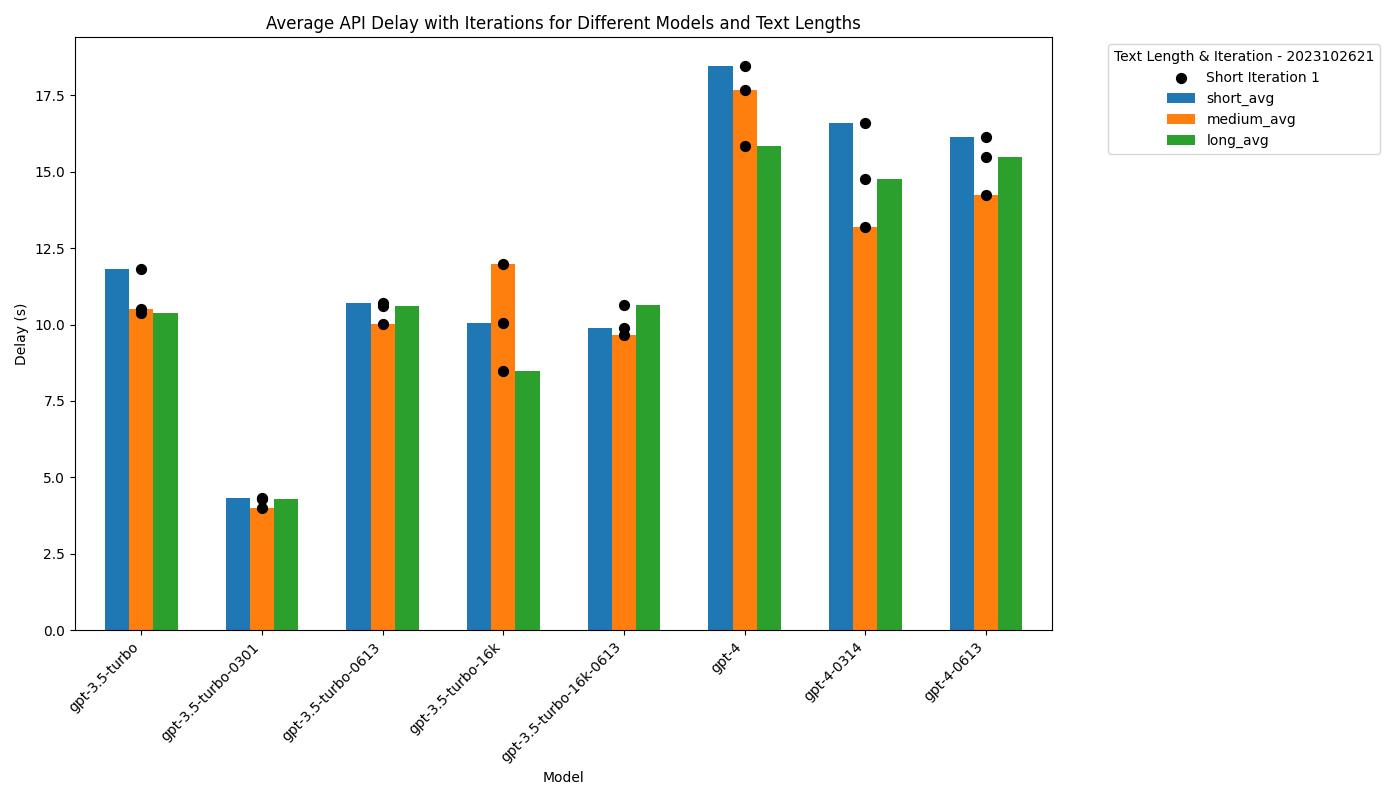 Average API Delay with Iterations for Different Models and Text Lengths
Text Length & Iteration - 2023102621
Short Iteration 1
short_avg
medium_avg
long_avg
Delay (s)
17.5
15.0
12.5
10.0
7.5
5.0
2.5
0.0
gpt-3.5-turbo
gpt-3.5-turbo-0301
gpt-3.5-turbo-0613
gpt-3.5-turbo-16k
gpt-3.5-turbo-16k-0613
gpt-4
gpt-4-0314
gpt-4-0613
Model